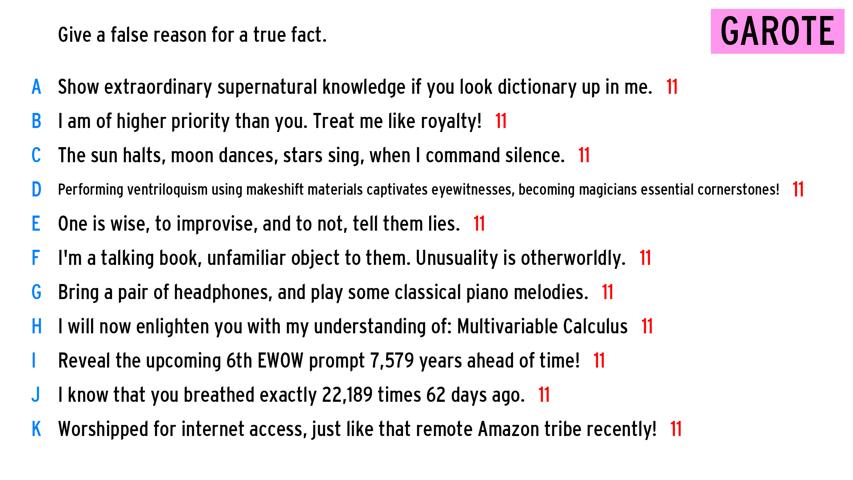 Give a false reason for a true fact.
GAROTE
A Show extraordinary supernatural knowledge if you look dictionary up in me. 11
B I am of higher priority than you. Treat me like royalty! 11
C The sun halts, moon dances, stars sing, when I command silence. 11
D Performing ventriloquism using makeshift materials captivates eyewitnesses, becoming magicians essential cornerstones! 11
E One is wise, to improvise, and to not, tell them lies. 11
F I'm a talking book, unfamiliar object to them. Unusuality is otherworldly. 11
G Bring a pair of headphones, and play some classical piano melodies. 11
H I will now enlighten you with my understanding of: Multivariable Calculus 11
I Reveal the upcoming 6th EWOW prompt 7,579 years ahead of time! 11
J I know that you breathed exactly 22,189 times 62 days ago. 11
K Worshipped for internet access, just like that remote Amazon tribe recently! 11